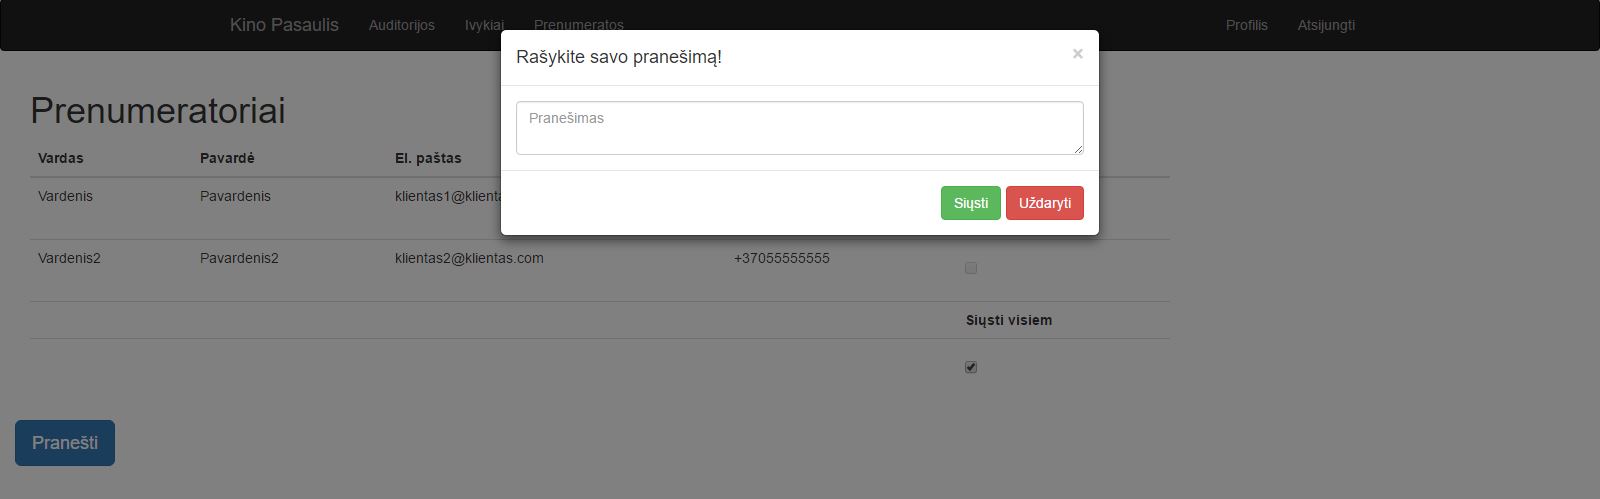 Kino Pasaulis Auditorijos Ivykiai Prenumeratos Profilis Atsijungti
Rašykite savo pranešimą! ×
Pranešimas
Siųsti Uždaryti
Prenumeratoriai
Vardas Pavardė El. paštas
Vardenis Pavardenis klientas1@klienta
Vardenis2 Pavardenis2 klientas2@klientas.com +37055555555
Siųsti visiem
Pranešti